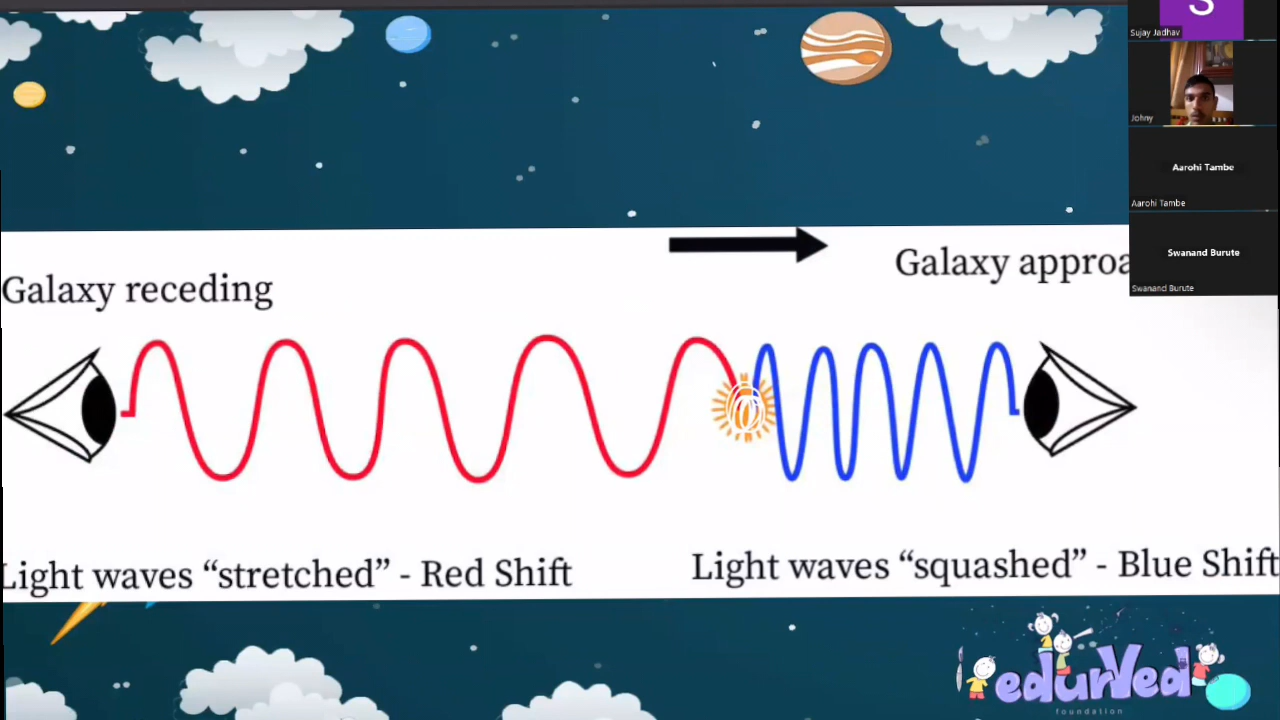 S
Sujay Jadhav
Johny
Aarohi Tambe
Aarohi Tambe
Swanand Burute
Swanand Burute
Galaxy receding
Galaxy approa
Light waves “stretched” - Red Shift
Light waves “squashed” - Blue Shift
edurVed
foundation